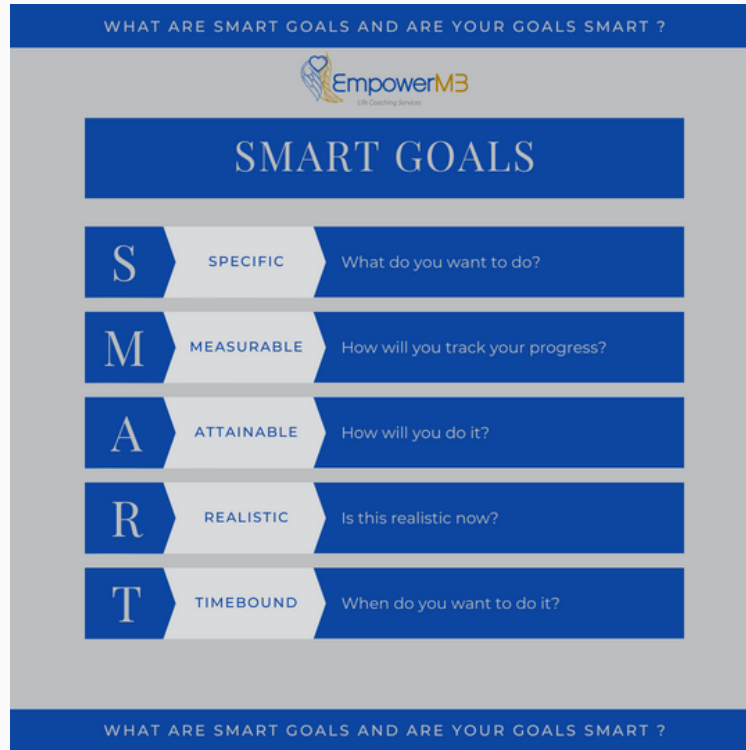 WHAT ARE SMART GOALS AND ARE YOUR GOALS SMART ?
EmpowerM3
Life Coaching Services
SMART GOALS
S SPECIFIC What do you want to do?
M MEASURABLE How will you track your progress?
A ATTAINABLE How will you do it?
R REALISTIC Is this realistic now?
T TIMEBOUND When do you want to do it?
WHAT ARE SMART GOALS AND ARE YOUR GOALS SMART ?